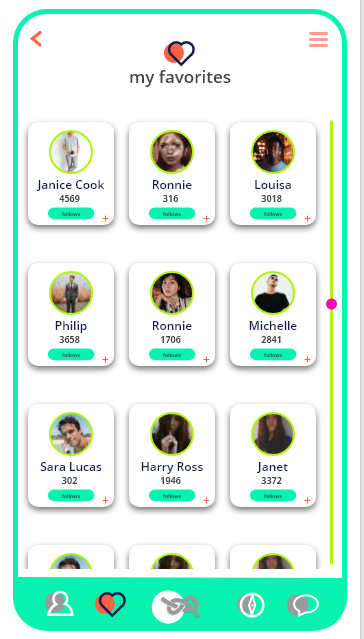 my favorites
Janice Cook Ronnie Louisa
4569 316 3018
follows follows follows
+ + +
Philip Ronnie Michelle
3658 1706 2841
follows follows follows
+ + +
Sara Lucas Harry Ross Janet
302 1946 3372
follows follows follows
+ + +